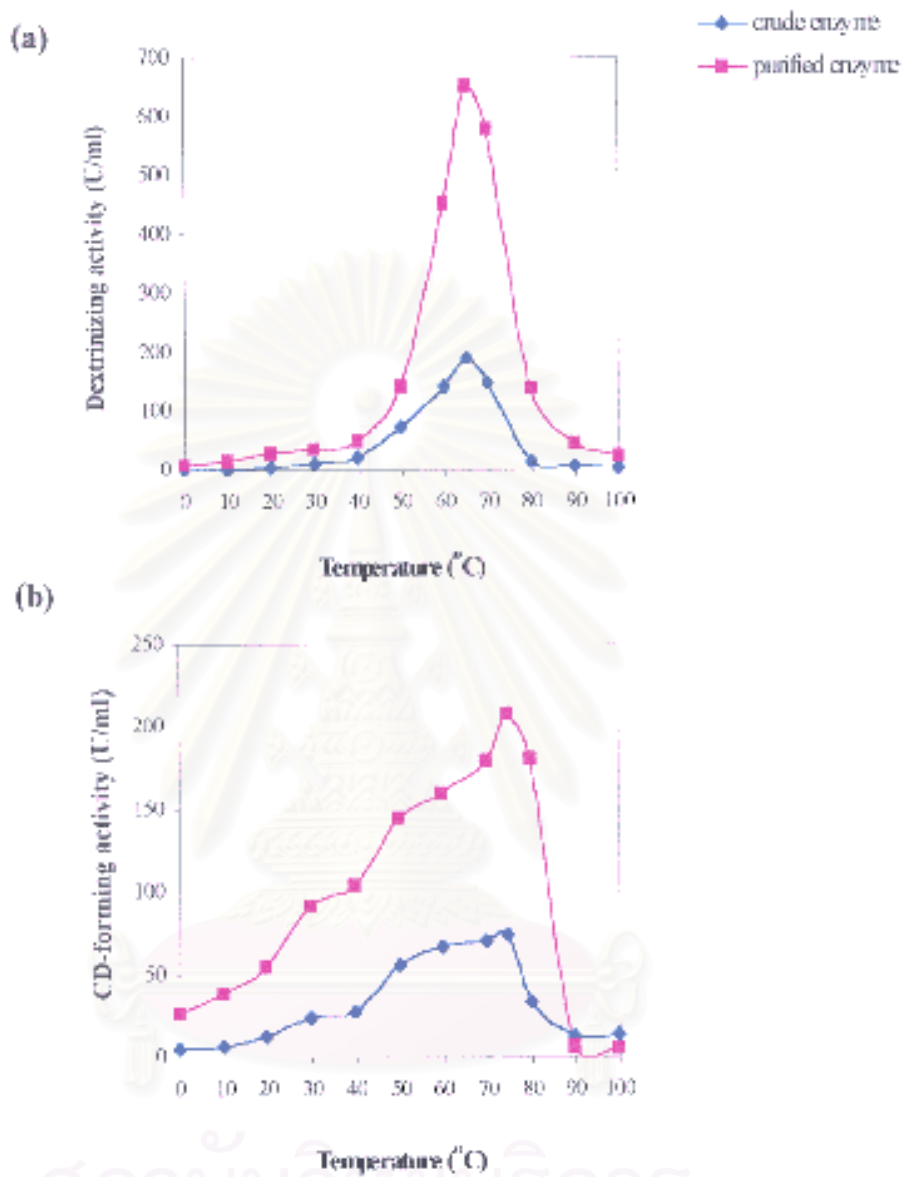 crude enzyme
(a)
purified enzyme
700
600
500
400
300
200
100
0
Dextrinizing activity (U/ml)
0 10 20 30 40 50 60 70 80 90 100
Temperature (°C)
(b)
250
200
150
100
50
0
CD-forming activity (U/ml)
0 10 20 30 40 50 60 70 80 90 100
Temperature (°C)